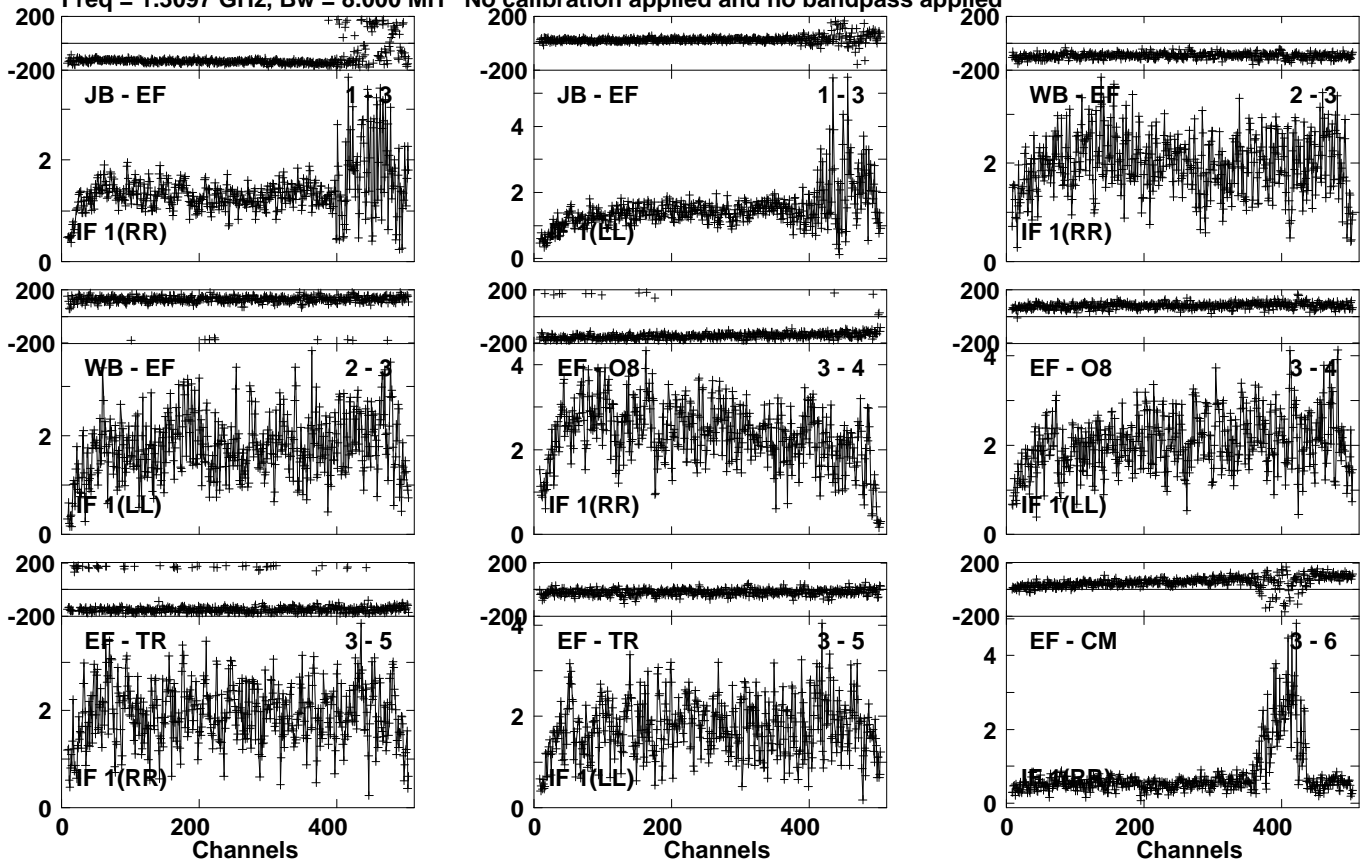 Freq = 1.3097 GHz, Bw = 8.000 MH No calibration applied and no bandpass applied
200
-200
JB - EF 1 - 3
2
IF 1(RR)
0
JB - EF 1 - 3
4
2
IF 1(LL)
0
200
-200
WB - EF 2 - 3
2
IF 1(RR)
0
200
-200
WB - EF 2 - 3
2
IF 1(LL)
0
200
-200
4
EF - O8 3 - 4
2
IF 1(RR)
0
200
-200
4
EF - O8 3 - 4
2
IF 1(LL)
0
200
-200
EF - TR 3 - 5
2
IF 1(RR)
0
0 200 400
Channels
200
-200
4
EF - TR 3 - 5
2
IF 1(LL)
0
0 200 400
Channels
200
-200
EF - CM 3 - 6
4
2
IF 1(RR)
0
0 200 400
Channels